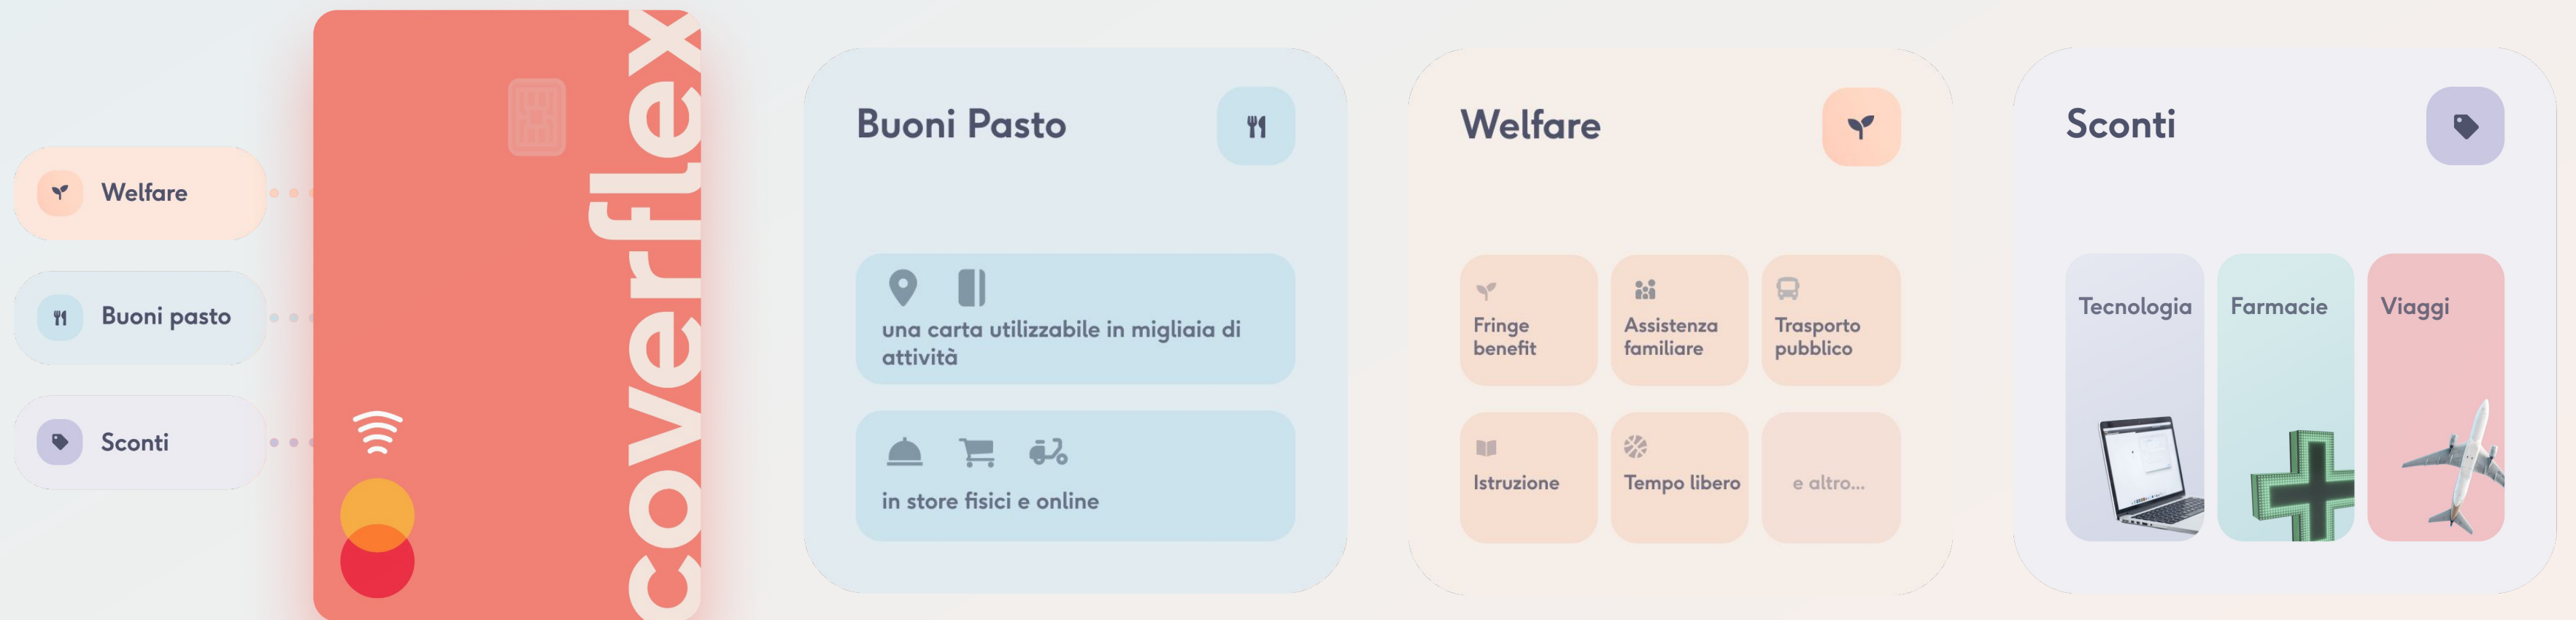 Welfare
Buoni pasto
Sconti
coverflex
Buoni Pasto
una carta utilizzabile in migliaia di
attività
in store fisici e online
Welfare
Fringe
benefit
Assistenza
familiare
Trasporto
pubblico
Istruzione
Tempo libero
e altro...
Sconti
Tecnologia
Farmacie
Viaggi